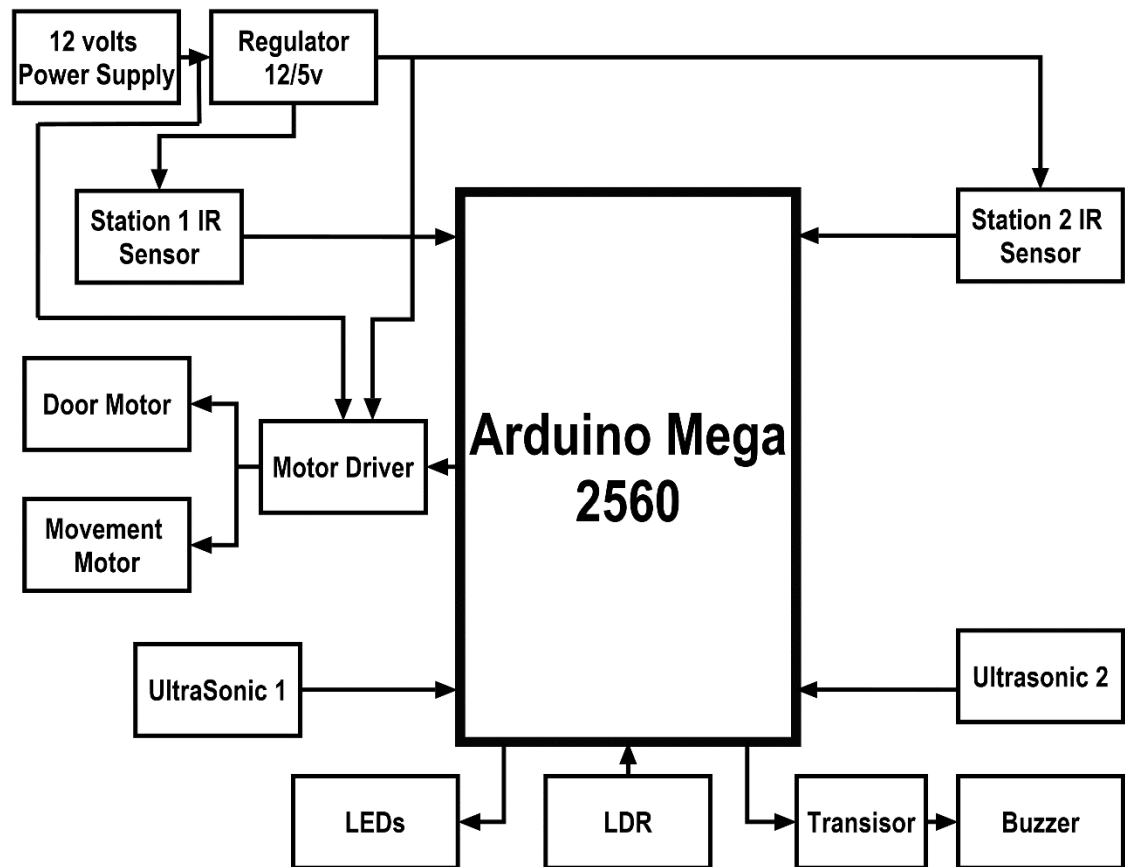 12 volts
Power Supply
Regulator
12/5v
Station 1 IR
Sensor
Station 2 IR
Sensor
Door Motor
Motor Driver
Arduino Mega
2560
Movement
Motor
UltraSonic 1
Ultrasonic 2
LEDs
LDR
Transisor
Buzzer